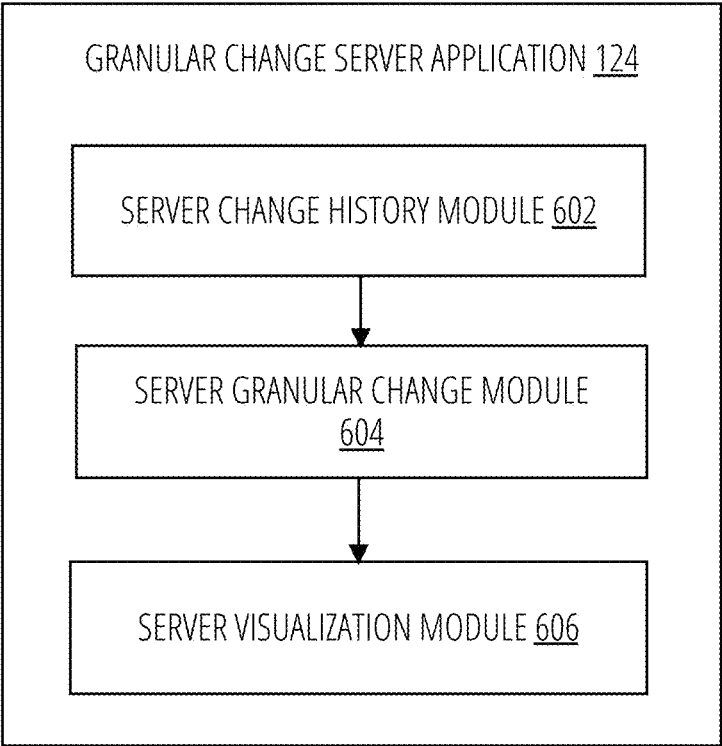 GRANULAR CHANGE SERVER APPLICATION 124
SERVER CHANGE HISTORY MODULE 602
SERVER GRANULAR CHANGE MODULE
604
SERVER VISUALIZATION MODULE 606